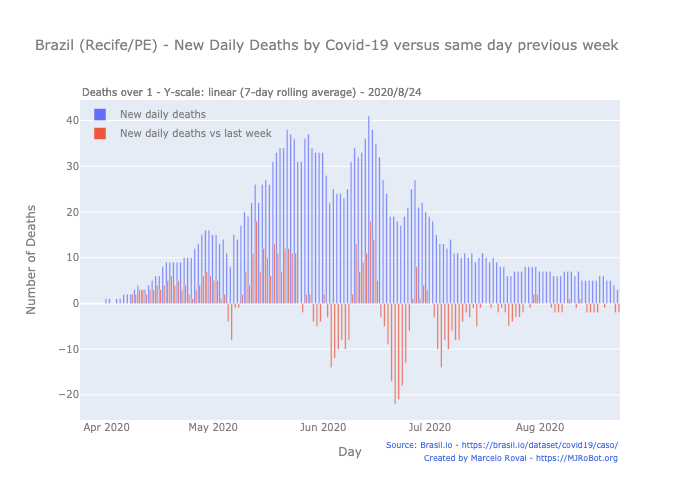 Brazil (Recife/PE) - New Daily Deaths by Covid-19 versus same day previous week
Deaths over 1 - Y-scale: linear (7-day rolling average) - 2020/8/24
New daily deaths
New daily deaths vs last week
Number of Deaths
40
30
20
10
0
−10
−20
Apr 2020 May 2020 Jun 2020 Jul 2020 Aug 2020
Day
Source: Brasil.io - https://brasil.io/dataset/covid19/caso/
Created by Marcelo Rovai - https://MJRoBot.org